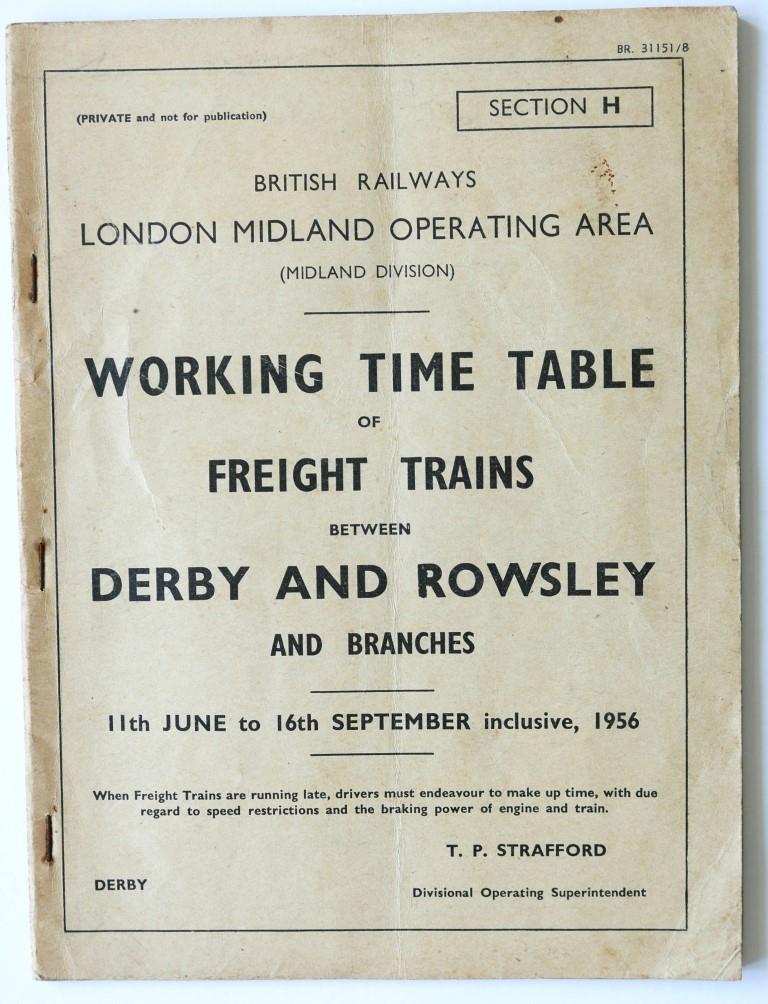 BR. 31151/8
(PRIVATE and not for publication)
SECTION H
BRITISH RAILWAYS
LONDON MIDLAND OPERATING AREA
(MIDLAND DIVISION)
WORKING TIME TABLE
OF
FREIGHT TRAINS
BETWEEN
DERBY AND ROWSLEY
AND BRANCHES
11th JUNE to 16th SEPTEMBER inclusive, 1956
When Freight Trains are running late, drivers must endeavour to make up time, with due
regard to speed restrictions and the braking power of engine and train.
T. P. STRAFFORD
DERBY
Divisional Operating Superintendent